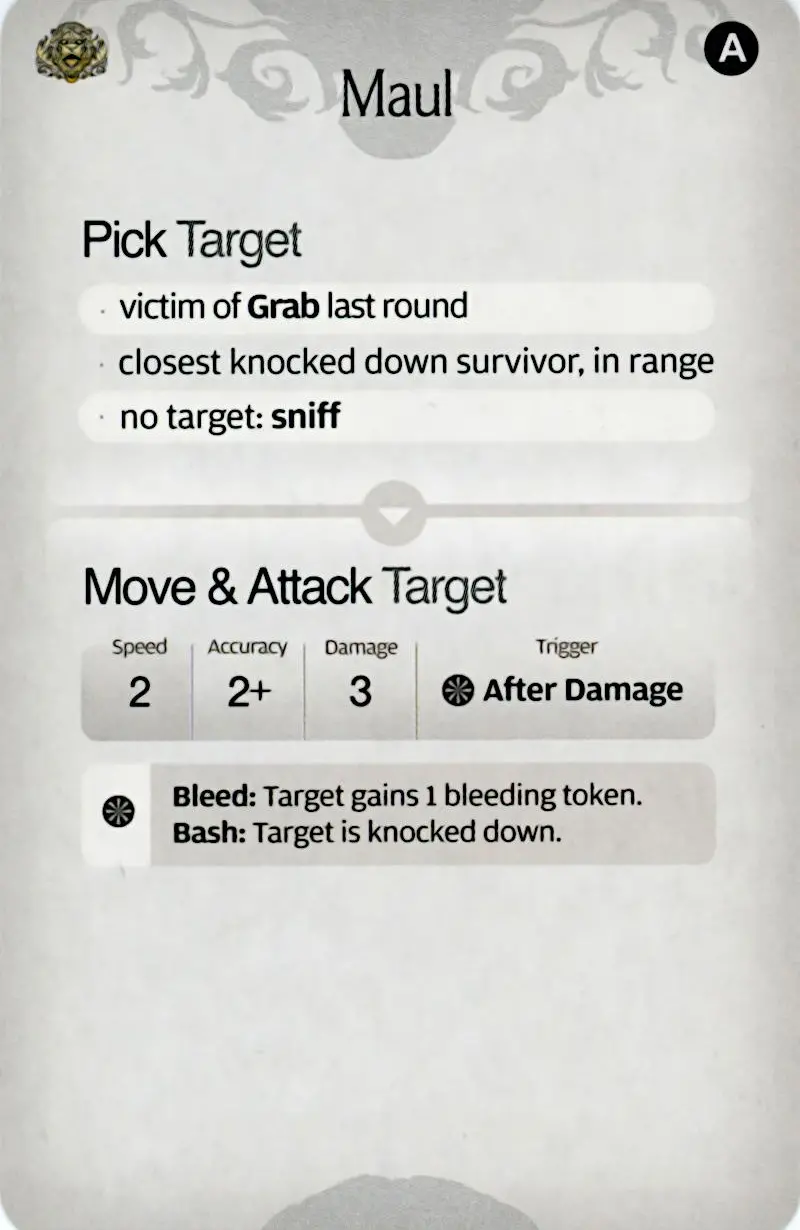 A
Maul
Pick Target
· victim of Grab last round
· closest knocked down survivor, in range
· no target: sniff
Move & Attack Target
Speed Accuracy Damage Trigger
2 2+ 3 After Damage
Bleed: Target gains 1 bleeding token.
Bash: Target is knocked down.